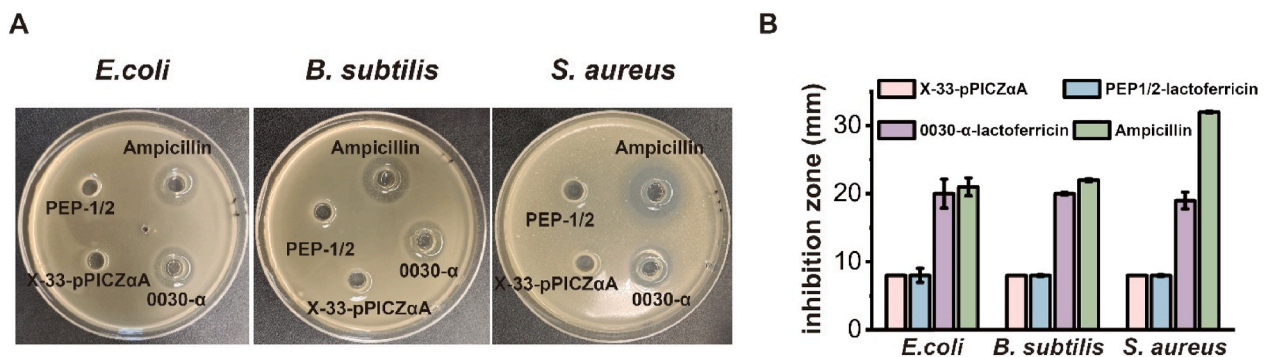 A
B
E.coli
B. subtilis
S. aureus
Ampicillin
PEP-1/2
X-33-pPICZαA
0030-α
Ampicillin
PEP-1/2
0030-α
X-33-pPICZαA
Ampicillin
PEP-1/2
X-33-pPICZαA
0030-α
inhibition zone (mm)
X-33-pPICZαA
PEP1/2-lactoferricin
0030-α-lactoferricin
Ampicillin
30
20
10
0
E.coli
B. subtilis
S. aureus